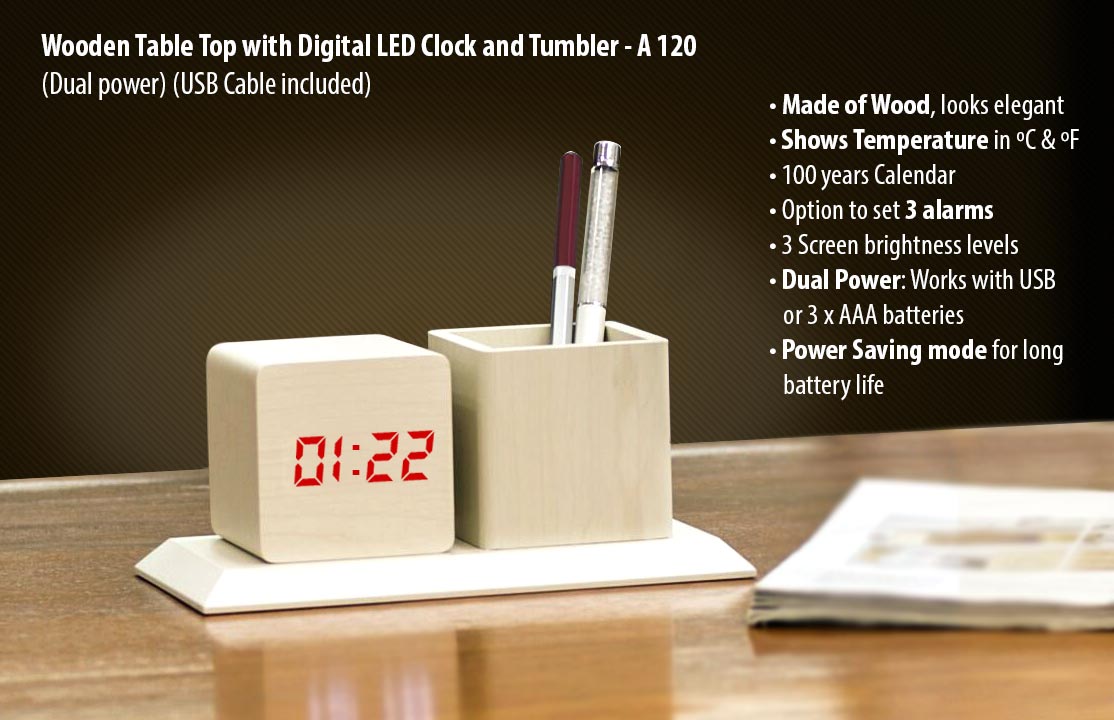 Wooden Table Top with Digital LED Clock and Tumbler - A 120
(Dual power) (USB Cable included)
• Made of Wood, looks elegant
• Shows Temperature in ºC & ºF
• 100 years Calendar
• Option to set 3 alarms
• 3 Screen brightness levels
• Dual Power: Works with USB
or 3 x AAA batteries
• Power Saving mode for long
battery life
01:22